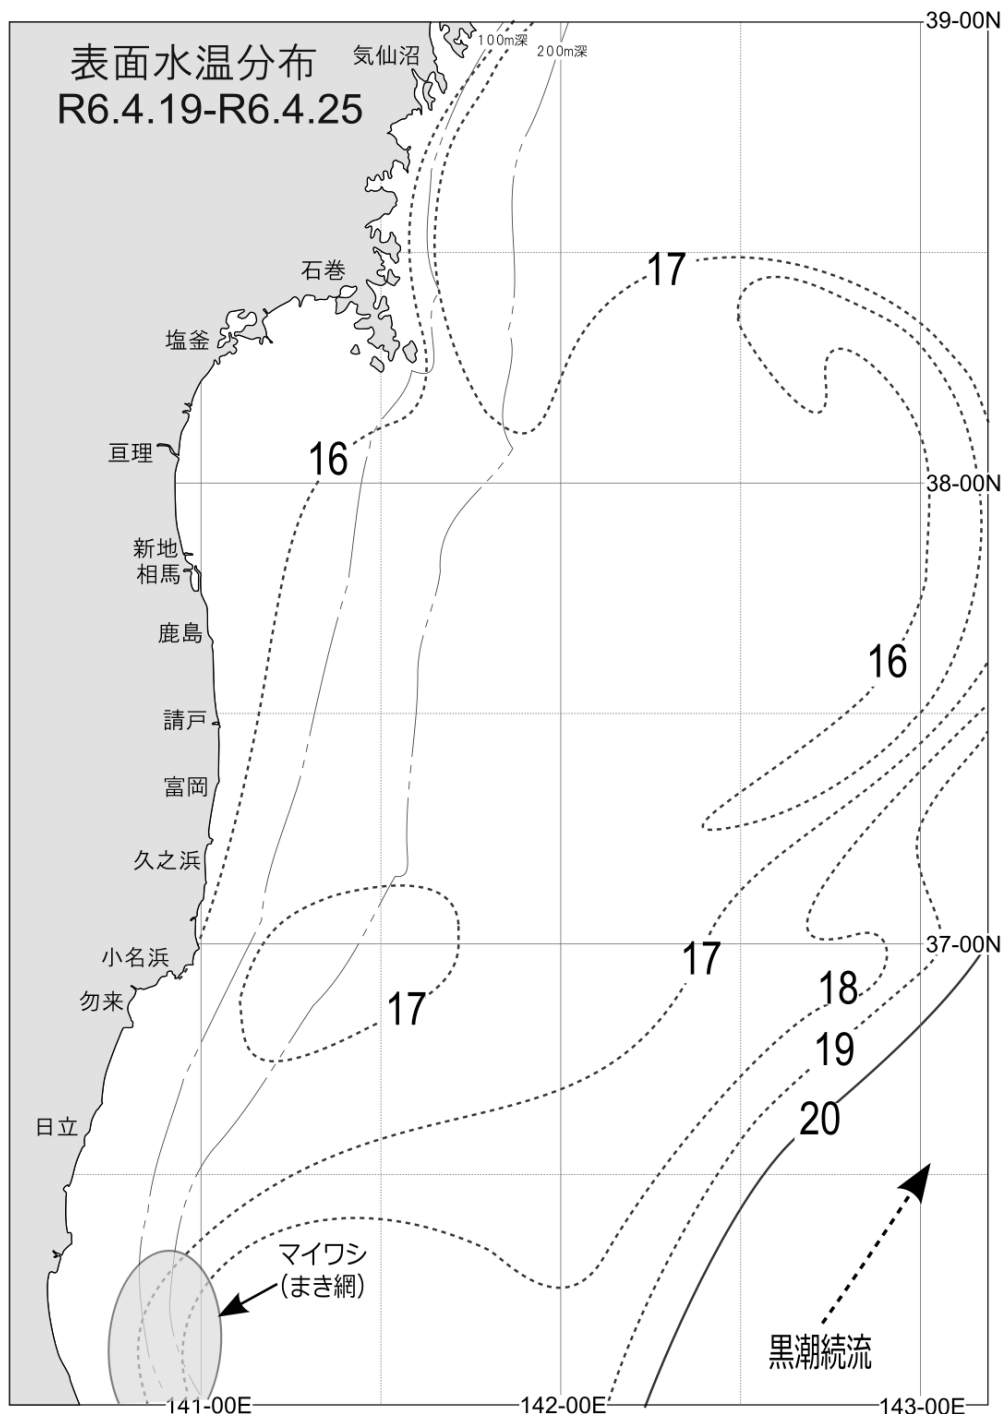 表面水温分布
R6.4.19-R6.4.25
39-00N
100m深
200m深
気仙沼
石巻
17
塩釜
亘理
16
38-00N
新地
相馬
鹿島
16
請戸
富岡
久之浜
小名浜
37-00N
17
18
勿来
17
19
20
日立
マイワシ
(まき網)
黒潮続流
141-00E
142-00E
143-00E